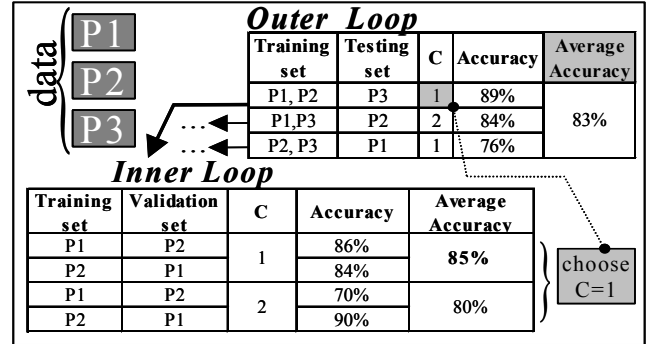 data
P1
P2
P3
Outer Loop
Training set Testing set C Accuracy Average Accuracy
P1, P2 P3 1 89% 83%
P1,P3 P2 2 84%
P2, P3 P1 1 76%
...
...
Inner Loop
Training set Validation set C Accuracy Average Accuracy
P1 P2 1 86% 85%
P2 P1 84%
P1 P2 2 70% 80%
P2 P1 90%
choose
C=1